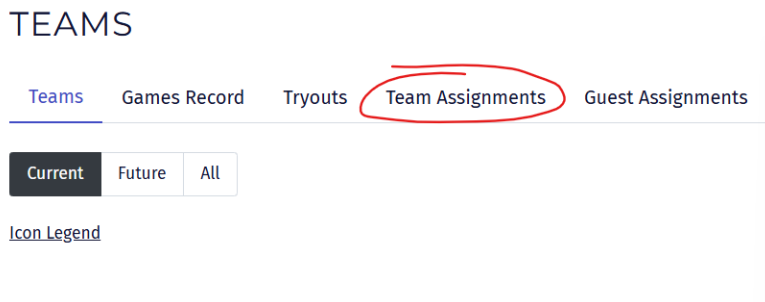 TEAMS
Teams Games Record Tryouts Team Assignments Guest Assignments
Current Future All
Icon Legend